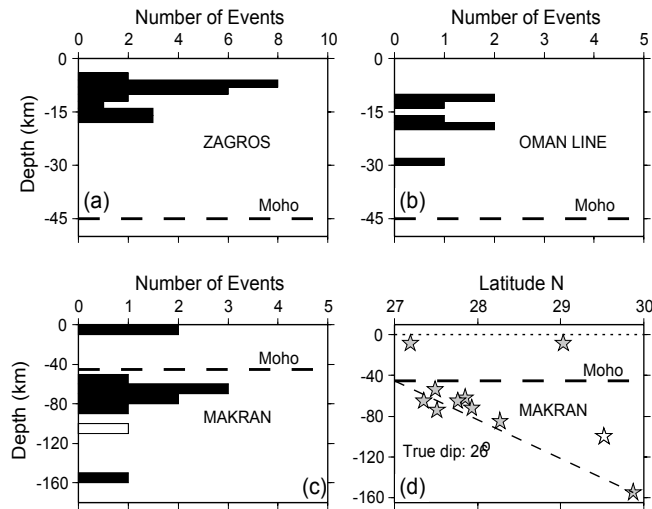 Number of Events
0 2 4 6 8 10
0
-15
-30
-45
Depth (km)
ZAGROS
(a)
Moho
Number of Events
0 1 2 3 4 5
0
-15
-30
-45
OMAN LINE
(b)
Moho
Number of Events
0 1 2 3 4 5
0
-40
-80
-120
-160
Depth (km)
Moho
MAKRAN
(c)
Latitude N
27 28 29 30
0
-40
-80
-120
-160
Moho
MAKRAN
True dip: 26°
(d)